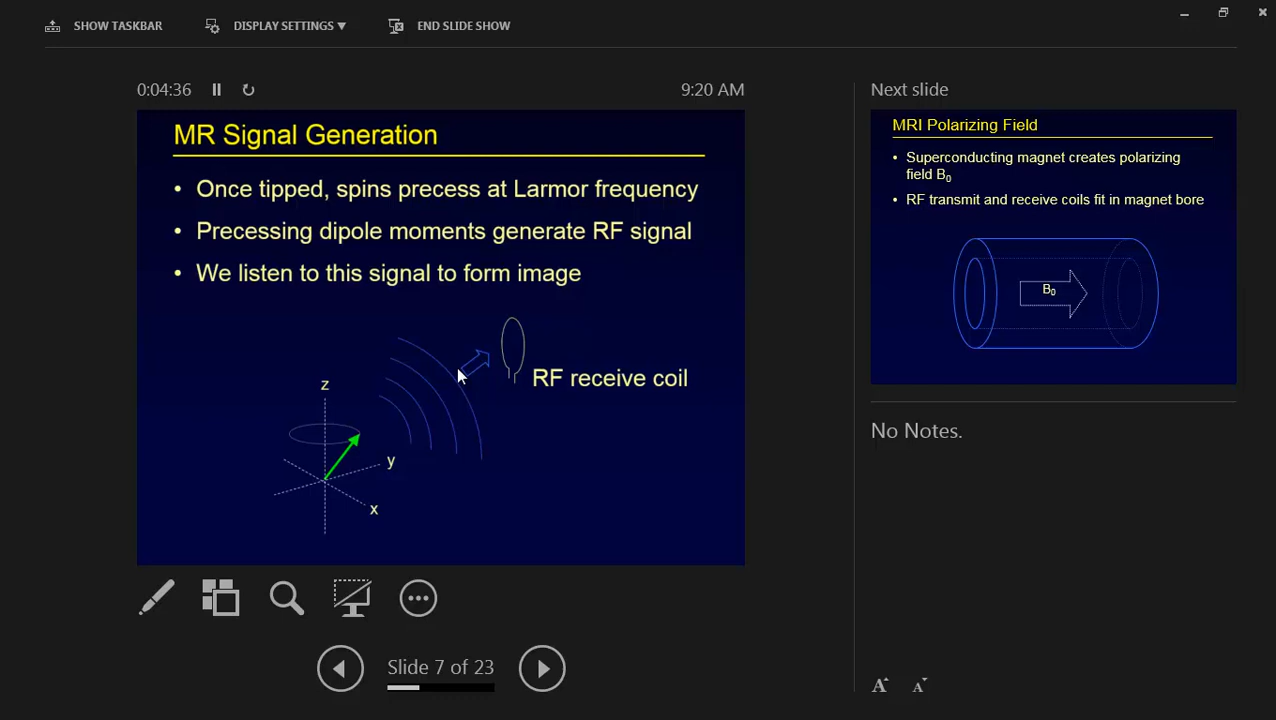 SHOW TASKBAR
DISPLAY SETTINGS ▼
END SLIDE SHOW
0:04:36
9:20 AM
MR Signal Generation
• Once tipped, spins precess at Larmor frequency
• Precessing dipole moments generate RF signal
• We listen to this signal to form image
RF receive coil
z
y
x
Slide 7 of 23
Next slide
MRI Polarizing Field
• Superconducting magnet creates polarizing
field B₀
• RF transmit and receive coils fit in magnet bore
B₀
No Notes.
A
A